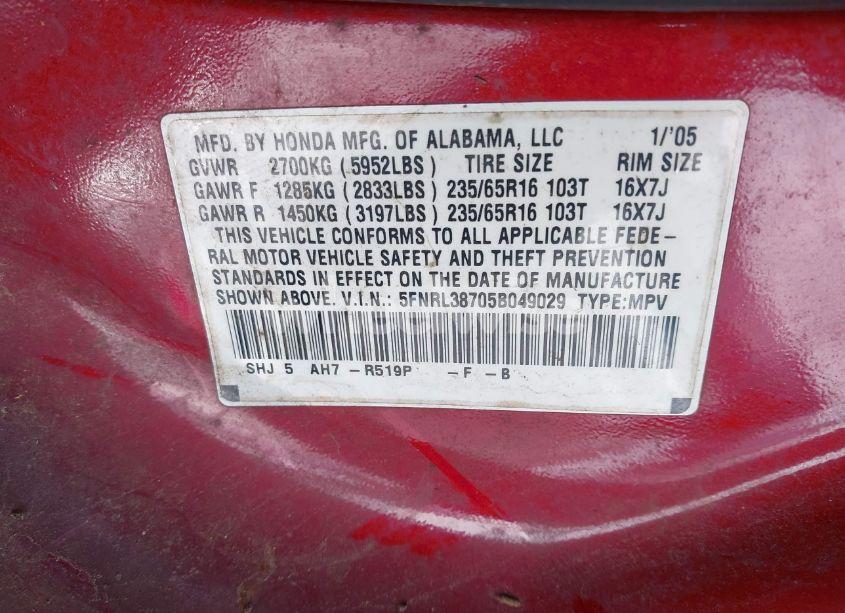 MFD. BY HONDA MFG. OF ALABAMA, LLC 1/'05
GVWR 2700KG (5952LBS) TIRE SIZE RIM SIZE
GAWR F 1285KG (2833LBS) 235/65R16 103T 16X7J
GAWR R 1450KG (3197LBS) 235/65R16 103T 16X7J
THIS VEHICLE CONFORMS TO ALL APPLICABLE FEDE-
RAL MOTOR VEHICLE SAFETY AND THEFT PREVENTION
STANDARDS IN EFFECT ON THE DATE OF MANUFACTURE
SHOWN ABOVE. V.I.N.: 5FNRL38705B049029 TYPE:MPV
SHJ 5 AH7 -R519P -F -B